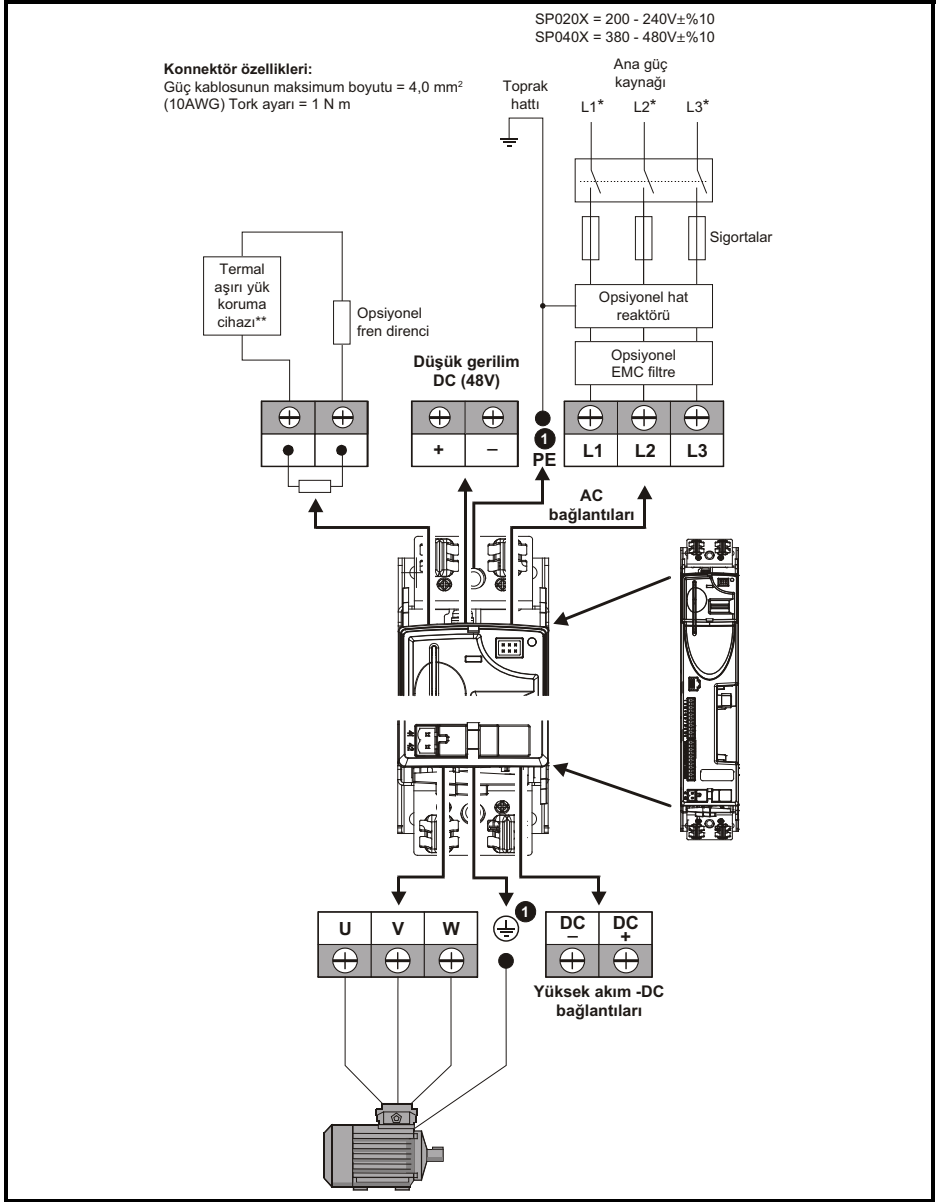 SP020X = 200 - 240V±%10
SP040X = 380 - 480V±%10
Konnektör özellikleri:
Güç kablosunun maksimum boyutu = 4,0 mm²
(10AWG) Tork ayarı = 1 N m
Toprak
hattı
Ana güç
kaynağı
L1* L2* L3*
Sigortalar
Termal
aşırı yük
koruma
cihazı**
Opsiyonel
fren direnci
Opsiyonel hat
reaktörü
Opsiyonel
EMC filtre
Düşük gerilim
DC (48V)
+ −
1
PE
L1 L2 L3
AC
bağlantıları
U V W
1
DC − DC +
Yüksek akım -DC
bağlantıları